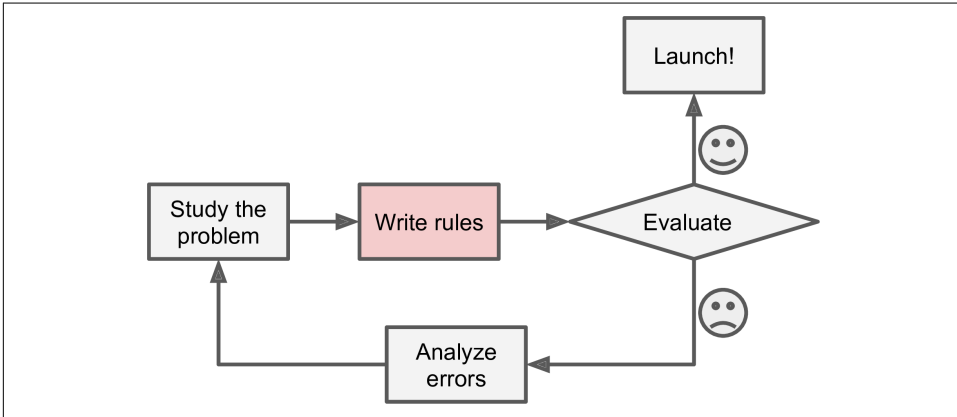 Launch!
Study the
problem
Write rules
Evaluate
Analyze
errors